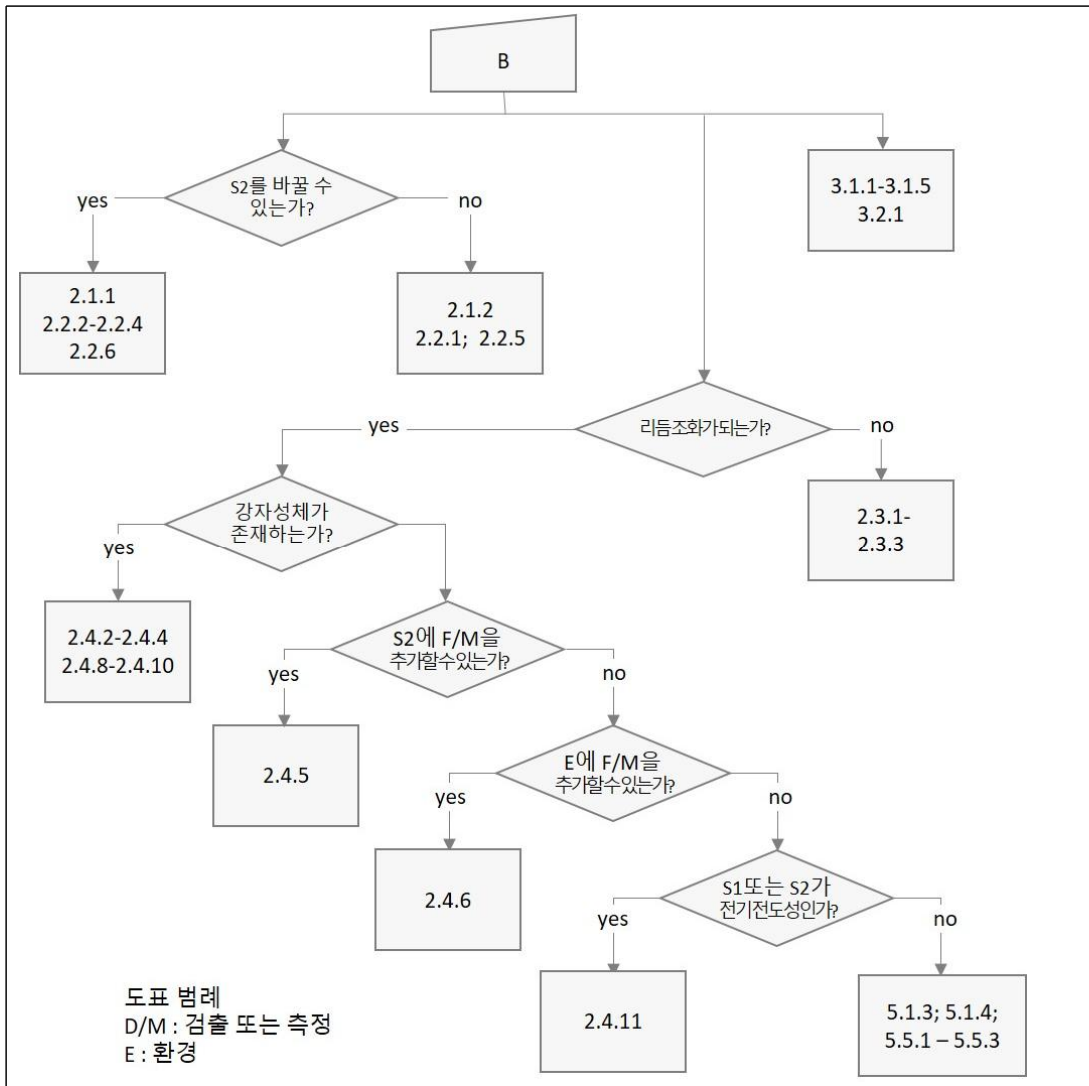 B
S2를 바꿀 수
있는가?
yes
no
3.1.1-3.1.5
3.2.1
2.1.1
2.2.2-2.2.4
2.2.6
2.1.2
2.2.1; 2.2.5
리듬조화가되는가?
yes
no
강자성체가
존재하는가?
2.3.1-
2.3.3
yes
2.4.2-2.4.4
2.4.8-2.4.10
S2에 F/M을
추가할수있는가?
yes
no
2.4.5
E에 F/M을
추가할수있는가?
yes
no
2.4.6
S1또는 S2가
전기전도성인가?
yes
no
2.4.11
5.1.3; 5.1.4;
5.5.1 – 5.5.3
도표 범례
D/M : 검출 또는 측정
E : 환경